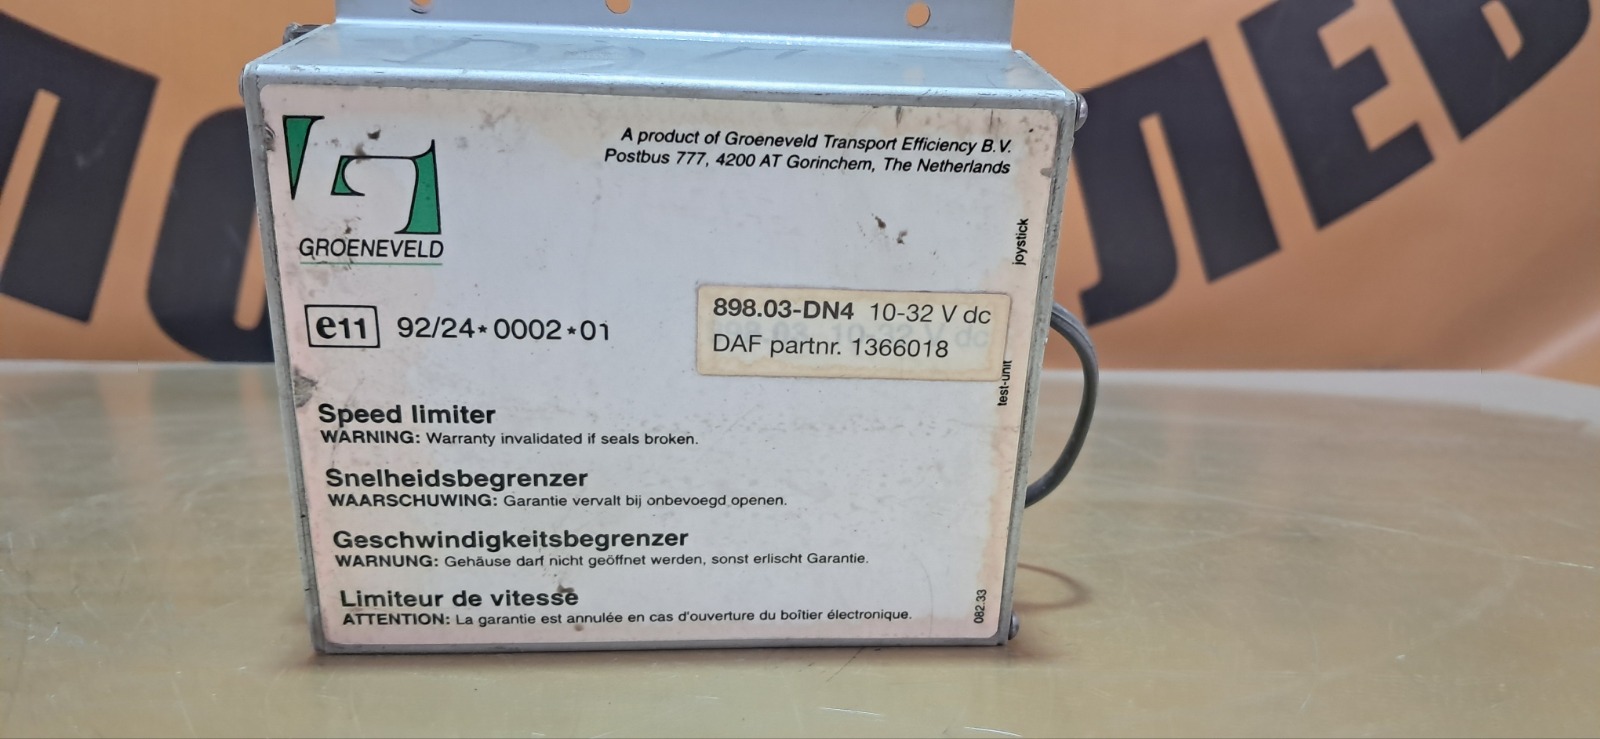 A product of Groeneveld Transport Efficiency B.V.
Postbus 777, 4200 AT Gorinchem, The Netherlands
GROENEVELD
joystick
e11 92/24*0002*01
898.03-DN4 10-32 V dc
DAF partnr. 1366018
test-unit
Speed limiter
WARNING: Warranty invalidated if seals broken.
Snelheidsbegrenzer
WAARSCHUWING: Garantie vervalt bij onbevoegd openen.
Geschwindigkeitsbegrenzer
WARNUNG: Gehäuse darf nicht geöffnet werden, sonst erlischt Garantie.
Limiteur de vitesse
ATTENTION: La garantie est annulée en cas d'ouverture du boîtier électronique.
082.33